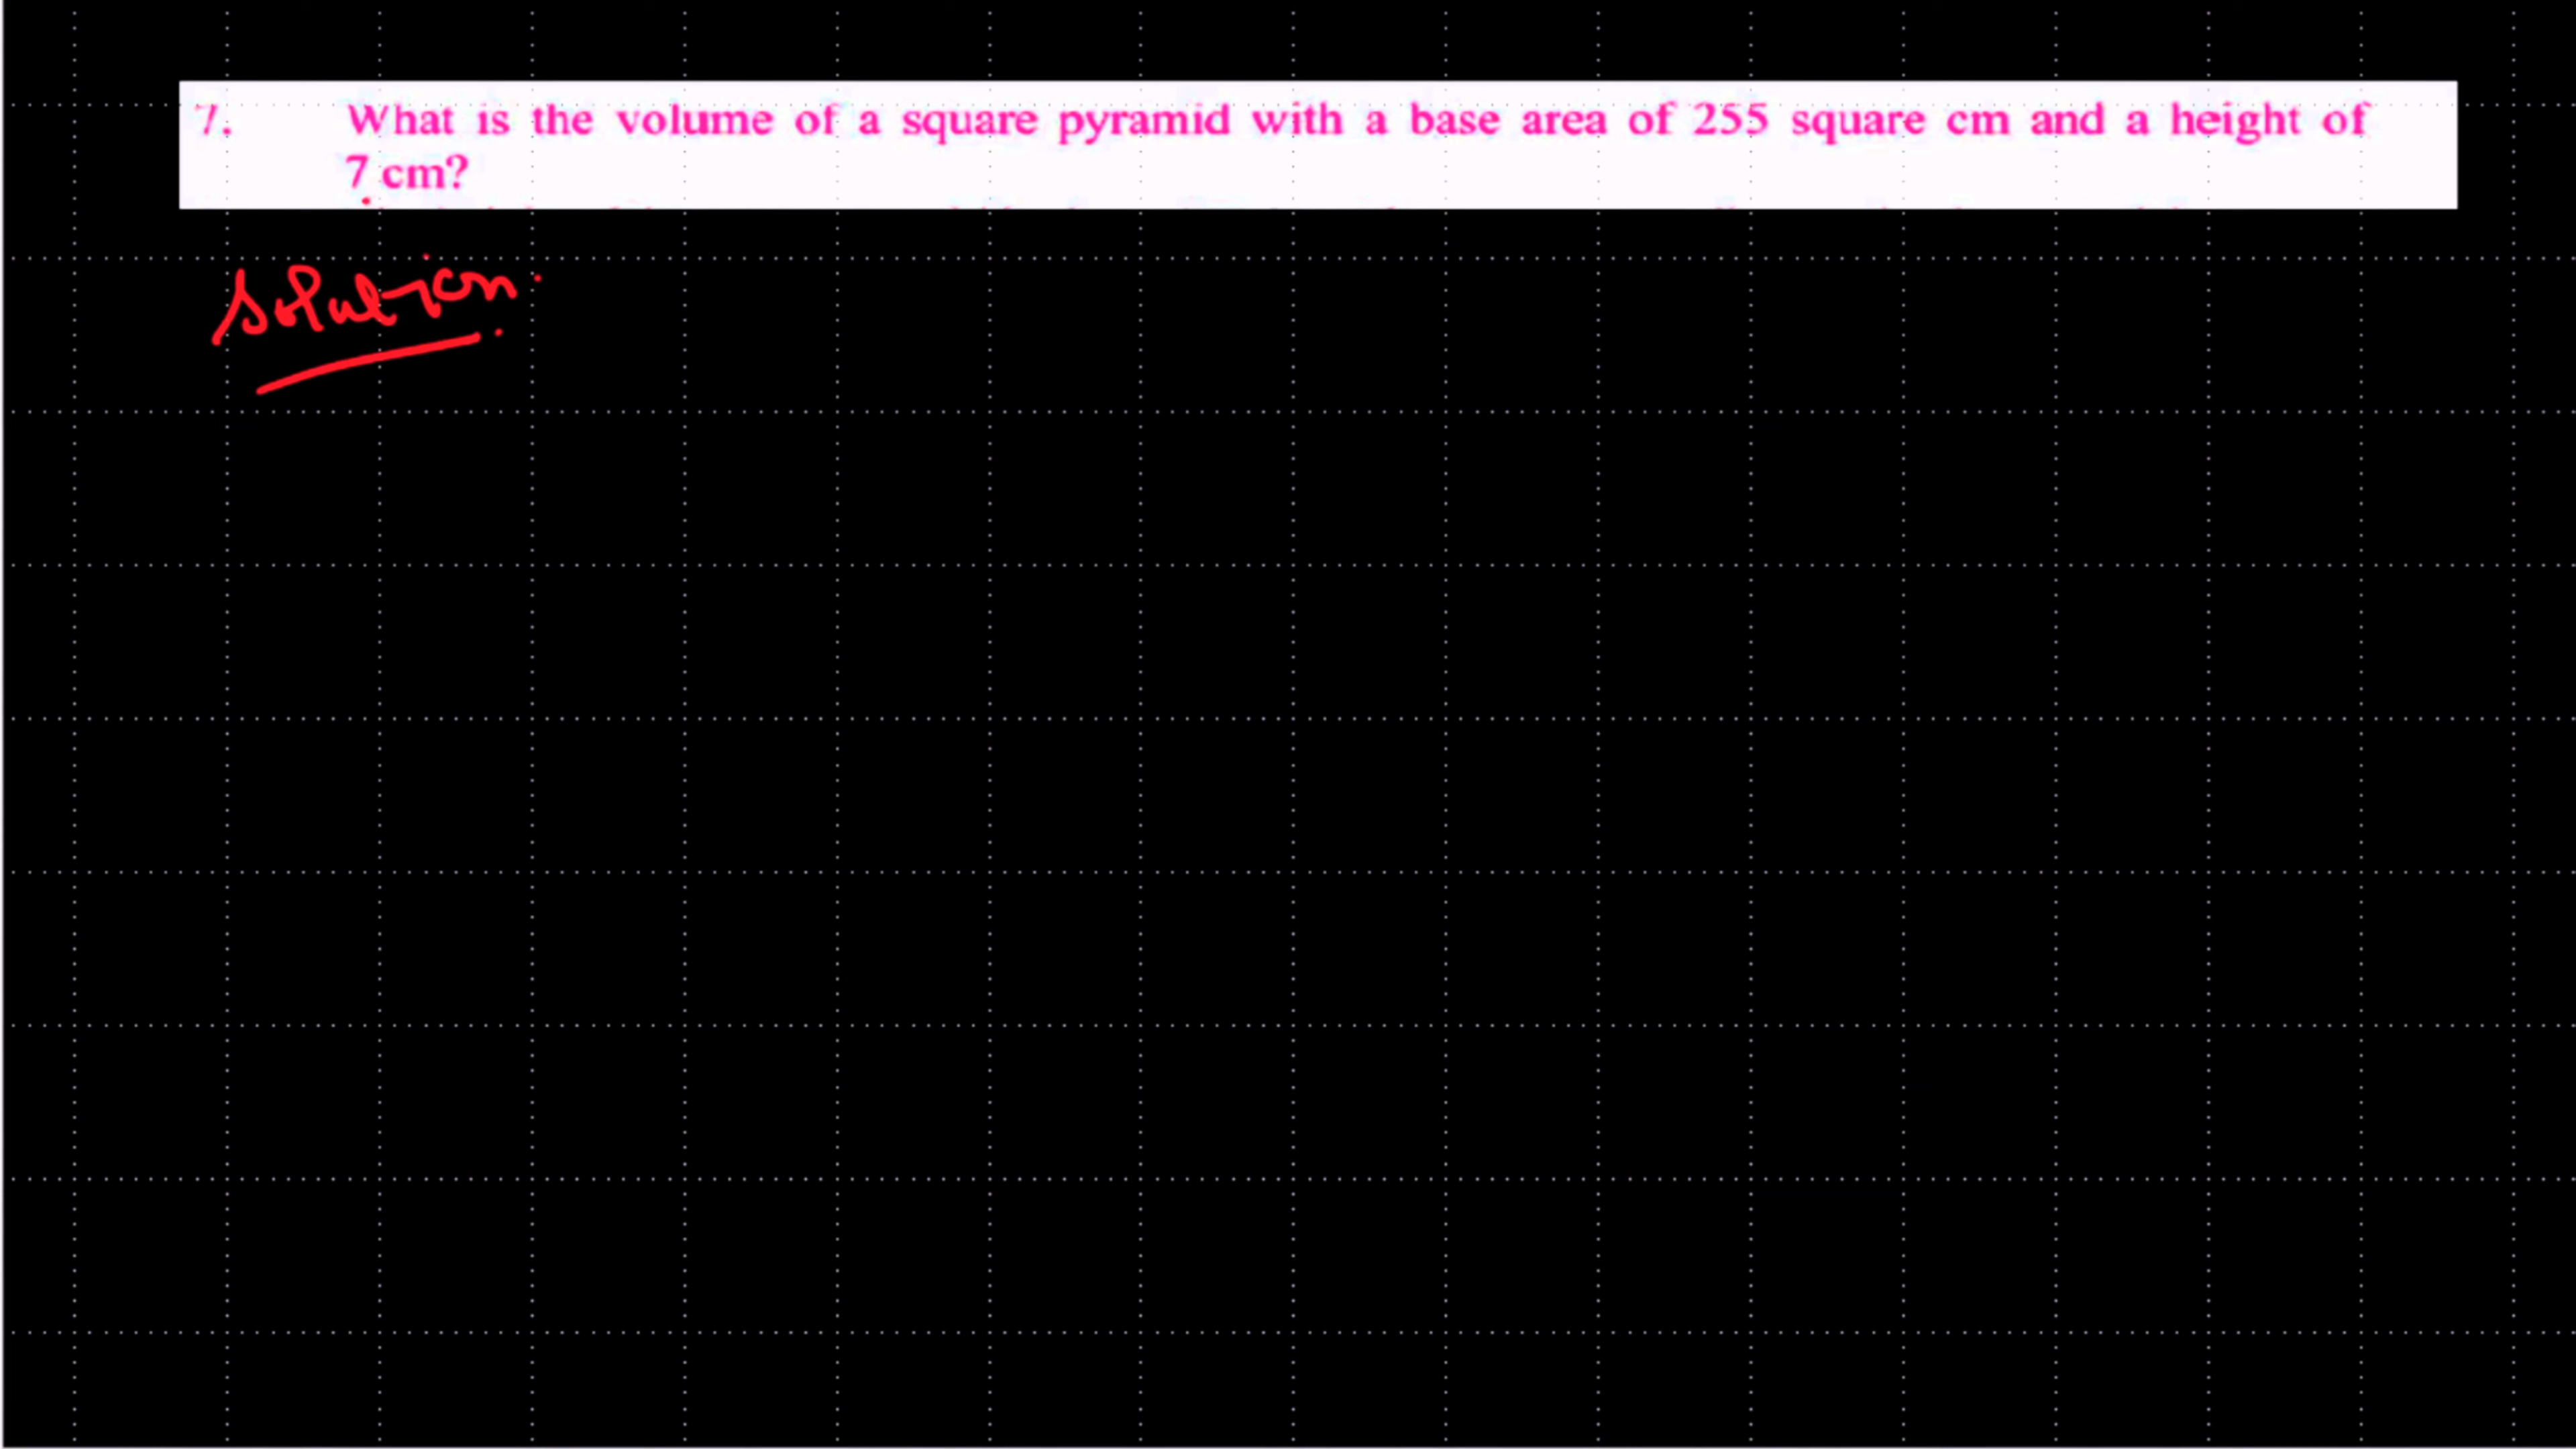 7. What is the volume of a square pyramid with a base area of 255 square cm and a height of
7 cm?
Solution.